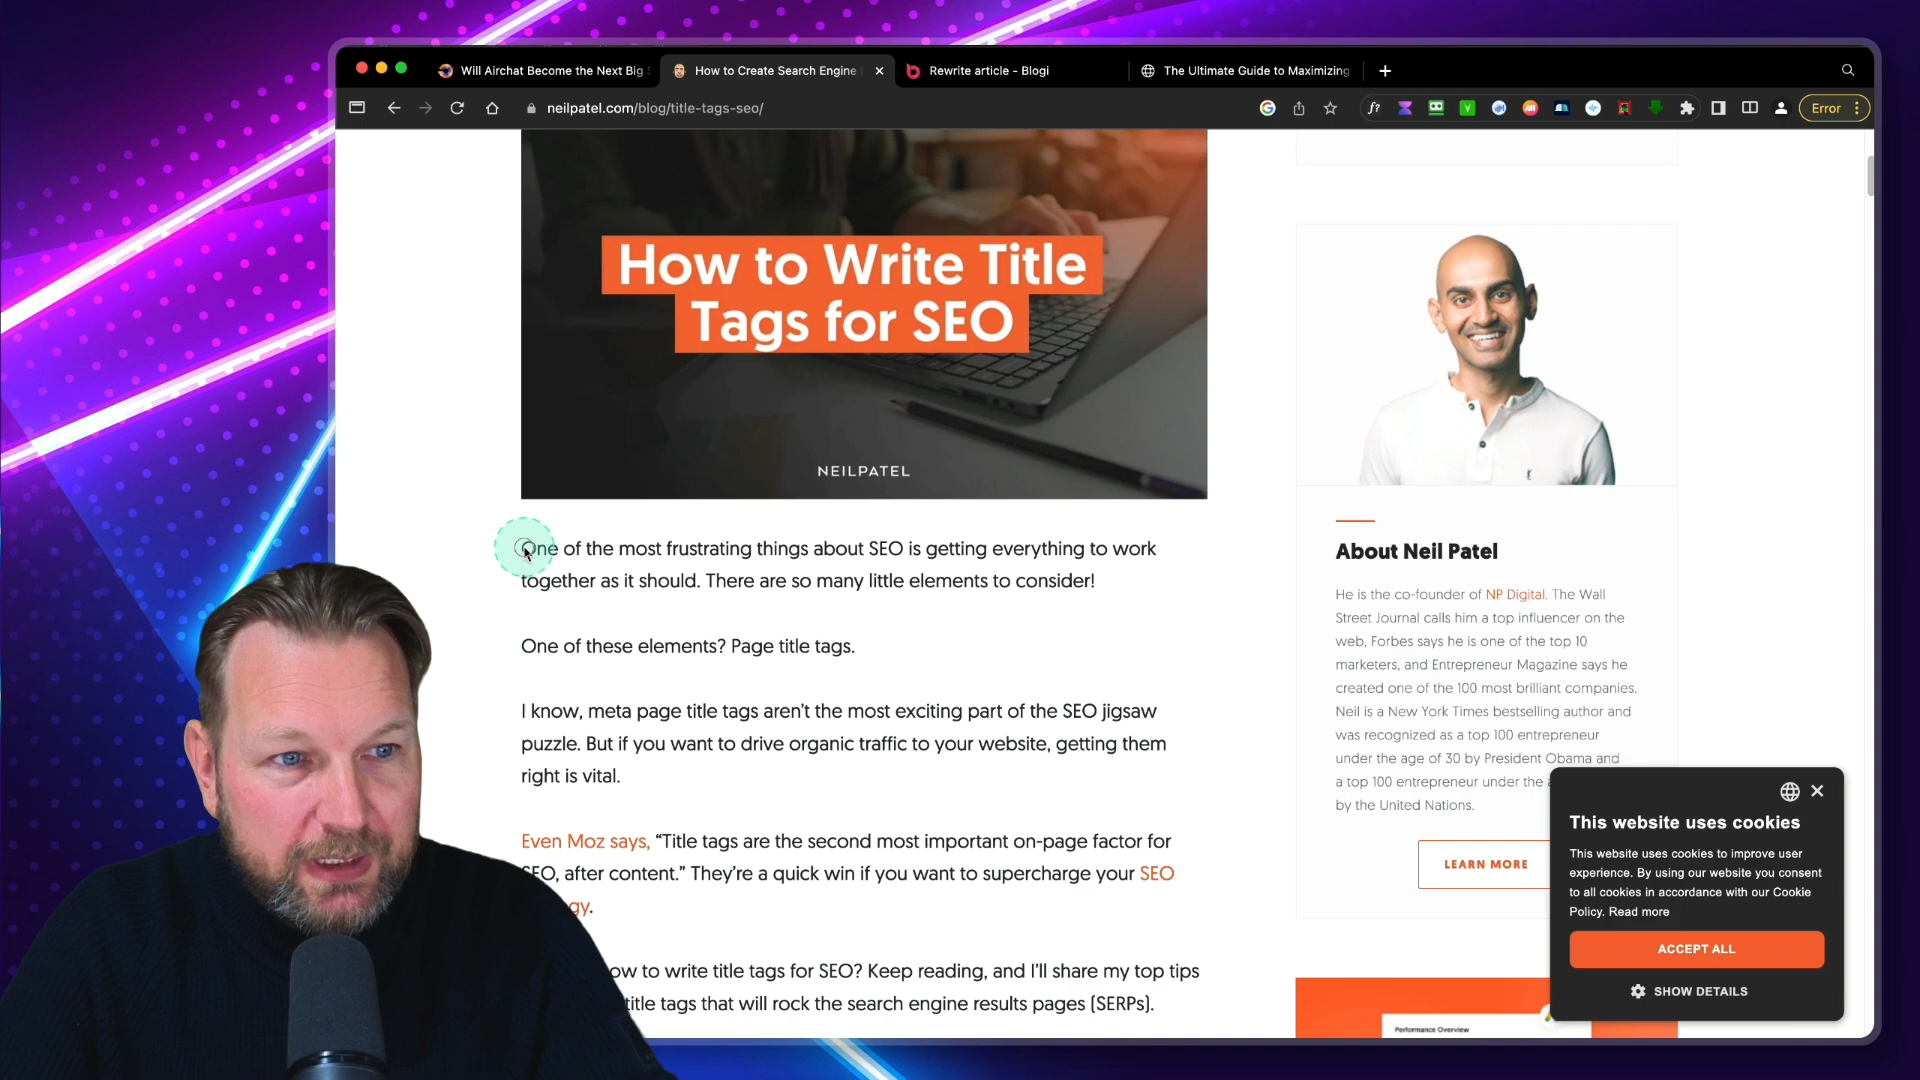 Will Airchat Become the Next Big
How to Create Search Engine
Rewrite article - Blogi
The Ultimate Guide to Maximizing
neilpatel.com/blog/title-tags-seo/
Error
How to Write Title
Tags for SEO
NEILPATEL
One of the most frustrating things about SEO is getting everything to work
together as it should. There are so many little elements to consider!
One of these elements? Page title tags.
I know, meta page title tags aren't the most exciting part of the SEO jigsaw
puzzle. But if you want to drive organic traffic to your website, getting them
right is vital.
Even Moz says, “Title tags are the second most important on-page factor for
SEO, after content.” They're a quick win if you want to supercharge your SEO
gy.
ow to write title tags for SEO? Keep reading, and I'll share my top tips
title tags that will rock the search engine results pages (SERPs).
About Neil Patel
He is the co-founder of NP Digital. The Wall
Street Journal calls him a top influencer on the
web, Forbes says he is one of the top 10
marketers, and Entrepreneur Magazine says he
created one of the 100 most brilliant companies.
Neil is a New York Times bestselling author and
was recognized as a top 100 entrepreneur
under the age of 30 by President Obama and
a top 100 entrepreneur under the
by the United Nations.
LEARN MORE
This website uses cookies
This website uses cookies to improve user
experience. By using our website you consent
to all cookies in accordance with our Cookie
Policy. Read more
ACCEPT ALL
SHOW DETAILS
Performance Overview